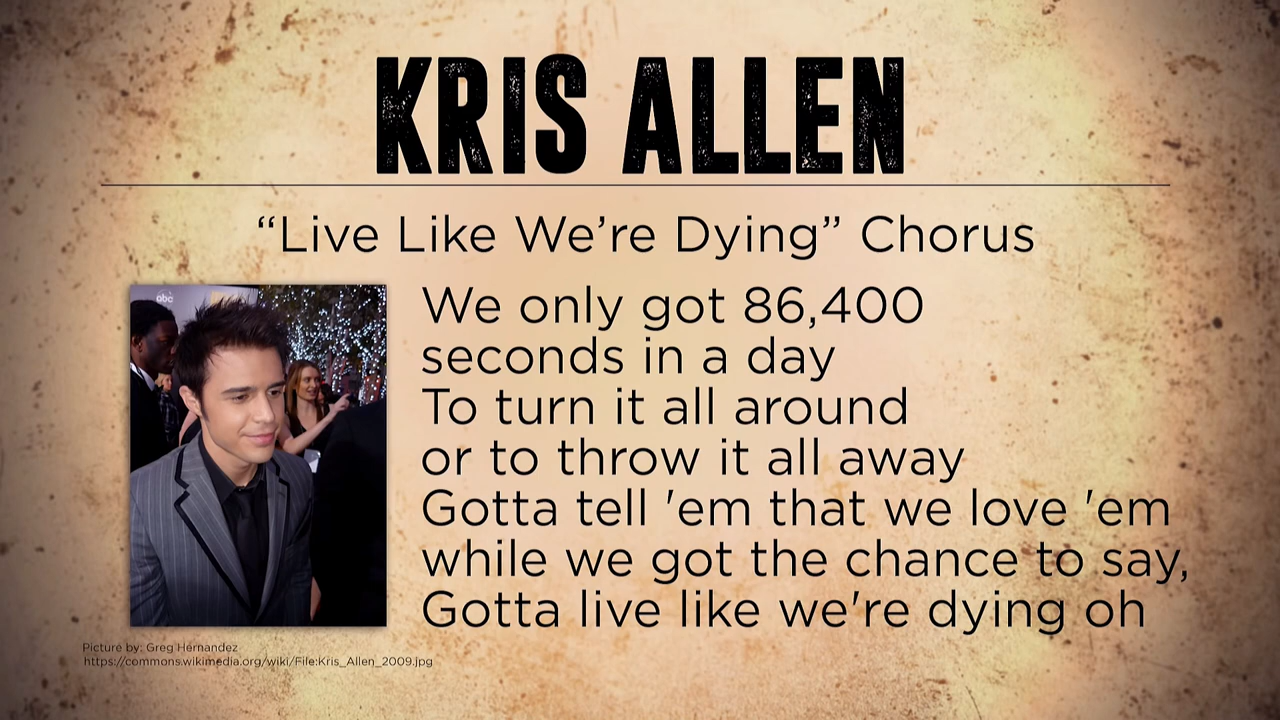 KRIS ALLEN
“Live Like We’re Dying” Chorus
abc
We only got 86,400
seconds in a day
To turn it all around
or to throw it all away
Gotta tell 'em that we love 'em
while we got the chance to say,
Gotta live like we're dying oh
Picture by: Greg Hernandez
https://commons.wikimedia.org/wiki/File:Kris_Allen_2009.jpg